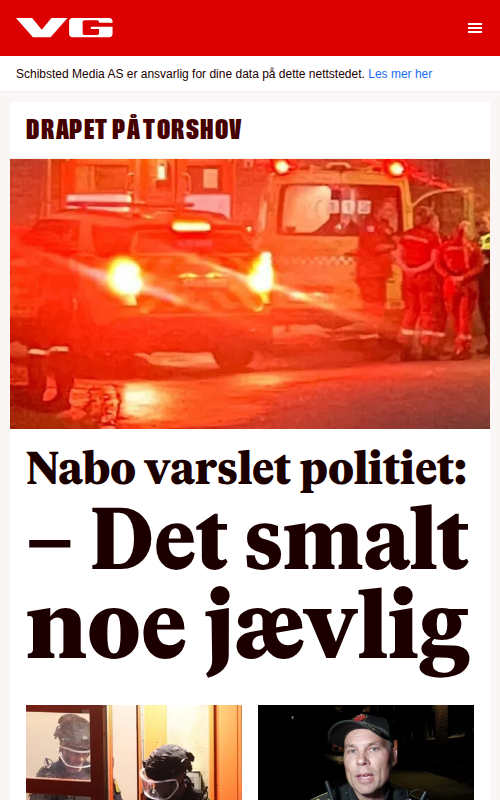 VG
Schibsted Media AS er ansvarlig for dine data på dette nettstedet. Les mer her
DRAPET PÅ TORSHOV
Nabo varslet politiet:
– Det smalt
noe jævlig